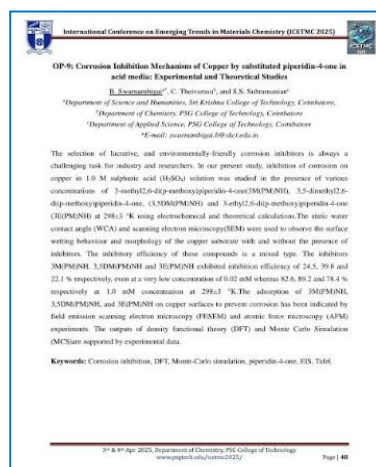 International Conference on Emerging Trends in Materials Chemistry (ICETMC 2025)
OP-9: Corrosion Inhibition Mechanism of Copper by substituted piperidin-4-one in
acid media: Experimental and Theoretical Studies
B. Swarnambigai, C. Theivarasu, and S.S. Subramanian
Department of Science and Humanities, Sri Krishna College of Technology, Coimbatore,
Department of Chemistry, PSG College of Technology, Coimbatore
Department of Applied Science, PSG College of Technology, Coimbatore
*E-mail: swarnambigai.b@skct.edu.in
The selection of lucrative, and environmentally-friendly corrosion inhibitors is always a
challenging task for industry and researchers. In our present study, inhibition of corrosion on
copper in 1.0 M sulphuric acid (H₂SO₄) solution was studied in the presence of various
concentrations of 3-methyl2,6-di(p-methoxy)piperidin-4-one(3M(PM)NH), 3,5-dimethyl2.6-
di(p-methoxy)piperidin-4-one, (3,5DM(PM)NH) and 3-ethyl2,6-di(p-methoxy)piperidin-4-one
(3E(PM)NH) at 298±3 °K using electrochemical and theoretical calculations.The static water
contact angle (WCA) and scanning electron microscopy(SEM) were used to observe the surface
wetting behaviour and morphology of the copper substrate with and without the presence of
inhibitors. The inhibitory efficiency of these compounds is a mixed type. The inhibitors
3M(PM)NH, 3,5DM(PM)NH and 3E(PM)NH exhibited inhibition efficiency of 24.5, 39.8 and
22.1 % respectively, even at a very low concentration of 0.02 mM whereas 82.6, 89.2 and 78.4 %
respectively at 1.0 mM concentration at 298±3 °K.The adsorption of 3M(PM)NH,
3,5DM(PM)NH, and 3E(PM)NH on copper surfaces to prevent corrosion has been indicated by
field emission scanning electron microscopy (FESEM) and atomic force microscopy (AFM)
experiments. The outputs of density functional theory (DFT) and Monte Carlo Simulation
(MCS)are supported by experimental data.
Keywords: Corrosion inhibition, DFT, Monte-Carlo simulation, piperidin-4-one, EIS, Tafel.
3rd & 4th Apr 2025, Department of Chemistry, PSG College of Technology
www.psgtech.edu/icetmc2025/ Page | 48